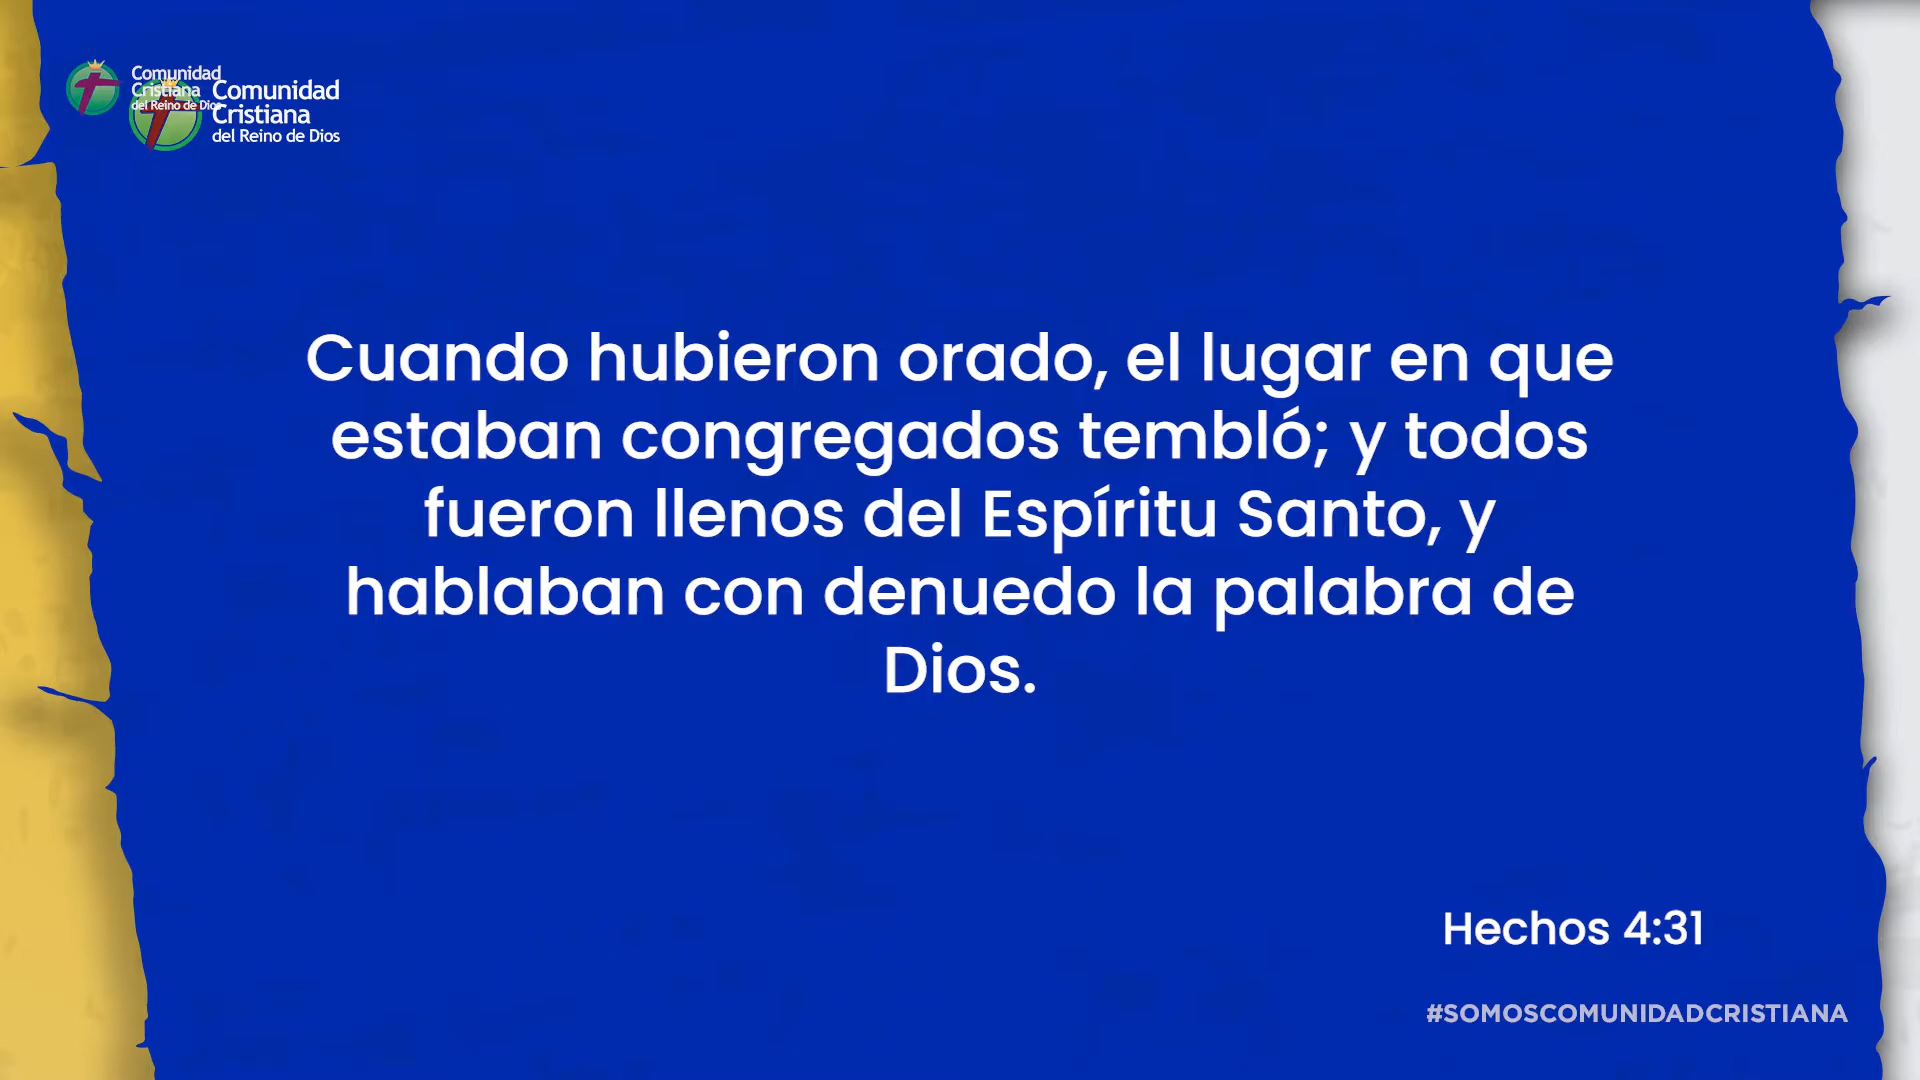 Comunidad
Cristiana
del Reino de Dios
Comunidad
Cristiana
del Reino de Dios
Cuando hubieron orado, el lugar en que
estaban congregados tembló; y todos
fueron llenos del Espíritu Santo, y
hablaban con denuedo la palabra de
Dios.
Hechos 4:31
#SOMOSCOMUNIDADCRISTIANA